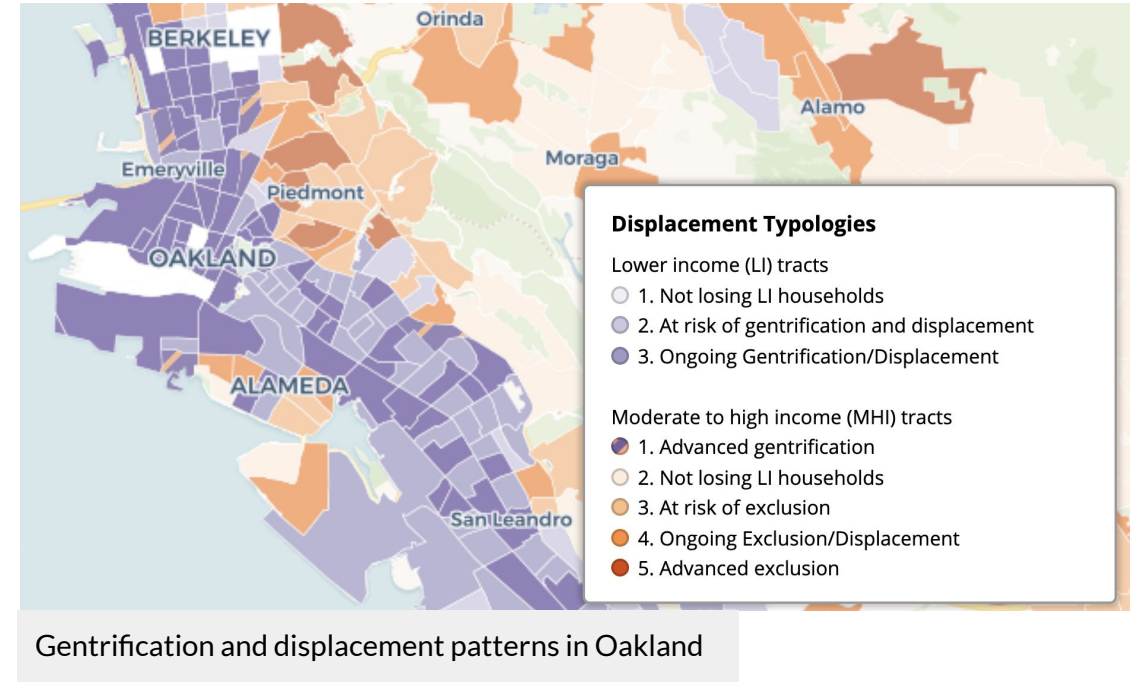 Orinda
BERKELEY
Alamo
Moraga
Emeryville
Piedmont
OAKLAND
ALAMEDA
San Leandro
Displacement Typologies
Lower income (LI) tracts
1. Not losing LI households
2. At risk of gentrification and displacement
3. Ongoing Gentrification/Displacement
Moderate to high income (MHI) tracts
1. Advanced gentrification
2. Not losing LI households
3. At risk of exclusion
4. Ongoing Exclusion/Displacement
5. Advanced exclusion
Gentrification and displacement patterns in Oakland